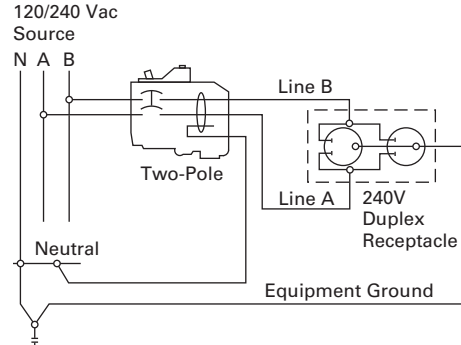 120/240 Vac
Source
N A B
Line B
Two-Pole
Line A
240V
Duplex
Receptacle
Neutral
Equipment Ground